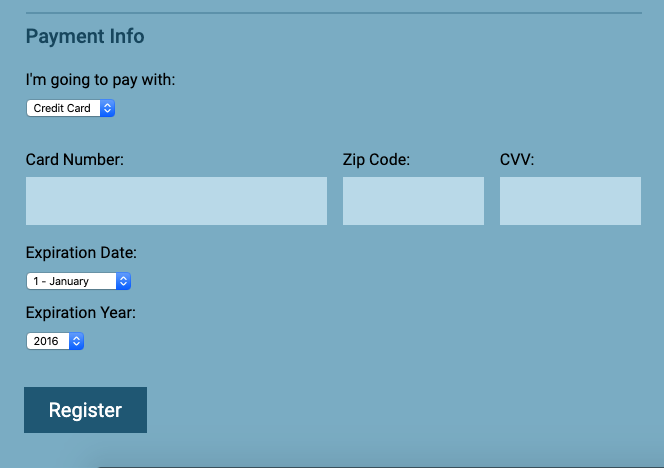 Payment Info
I'm going to pay with:
Credit Card
Card Number: Zip Code: CVV:
Expiration Date:
1 - January
Expiration Year:
2016
Register